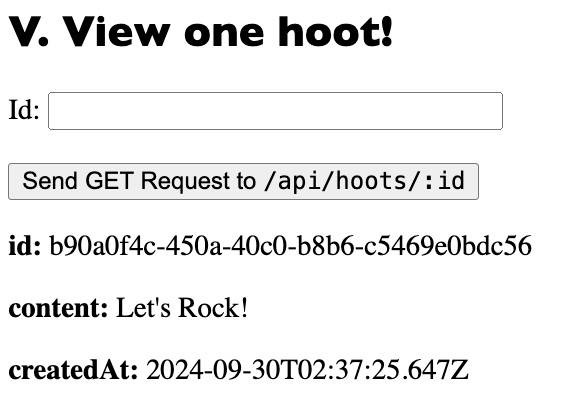 V. View one hoot!
Id:
Send GET Request to /api/hoots/:id
id: b90a0f4c-450a-40c0-b8b6-c5469e0bdc56
content: Let's Rock!
createdAt: 2024-09-30T02:37:25.647Z